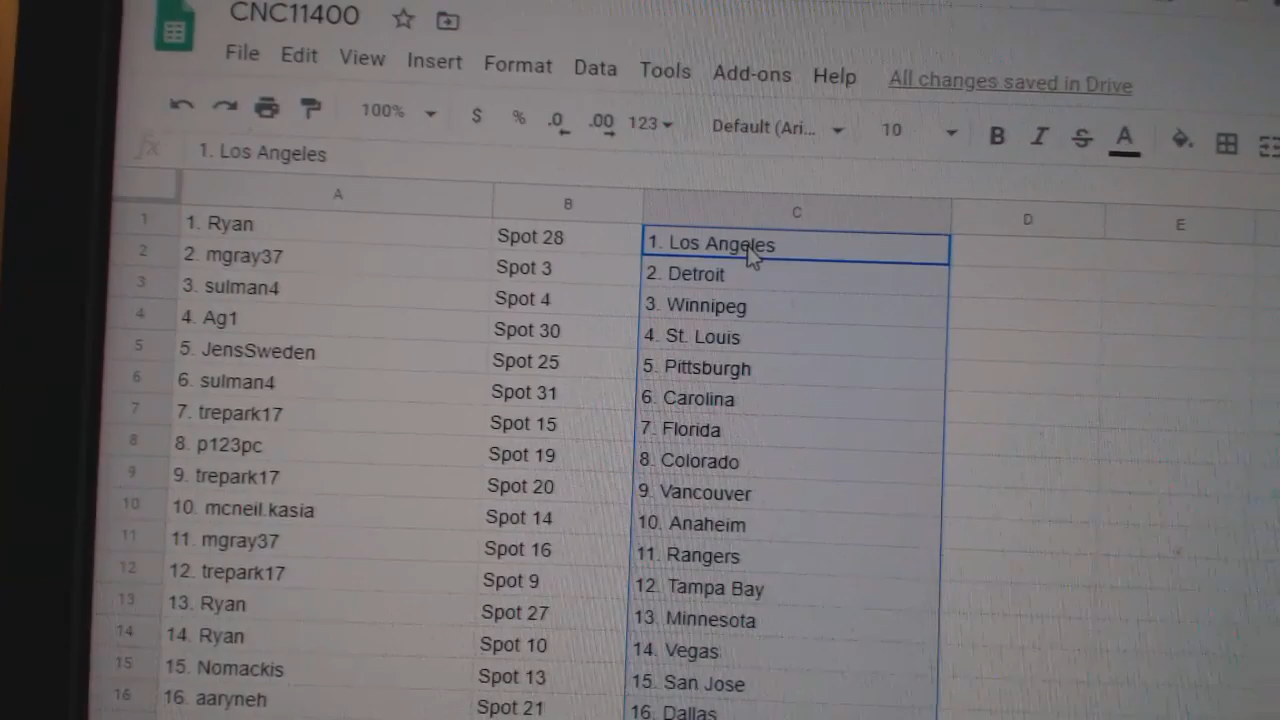 CNC11400
File Edit View Insert Format Data Tools Add-ons Help All changes saved in Drive
100% $ % .0 .00 123 Default (Ari... 10 B I S A
fx 1. Los Angeles
A B C D E
1 1. Ryan Spot 28 1. Los Angeles
2 2. mgray37 Spot 3 2. Detroit
3 3. sulman4 Spot 4 3. Winnipeg
4 4. Ag1 Spot 30 4. St. Louis
5 5. JensSweden Spot 25 5. Pittsburgh
6 6. sulman4 Spot 31 6. Carolina
7 7. trepark17 Spot 15 7. Florida
8 8. p123pc Spot 19 8. Colorado
9 9. trepark17 Spot 20 9. Vancouver
10 10. mcneil.kasia Spot 14 10. Anaheim
11 11. mgray37 Spot 16 11. Rangers
12 12. trepark17 Spot 9 12. Tampa Bay
13 13. Ryan Spot 27 13. Minnesota
14 14. Ryan Spot 10 14. Vegas
15 15. Nomackis Spot 13 15. San Jose
16 16. aaryneh Spot 21 16. Dallas